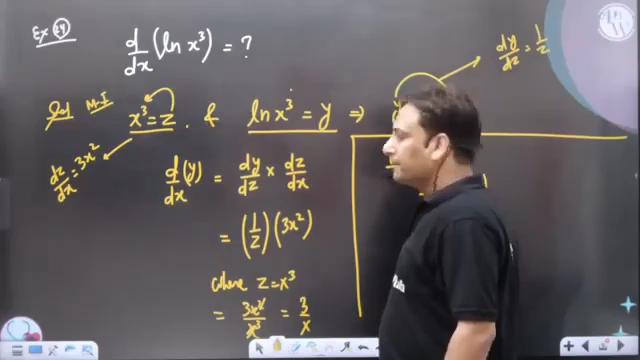 Ex 24
d/dx (ln x³) = ?
Sol M-I x³ = z & ln x³ = y ⇒
dy/dz = 1/z
dz/dx = 3x²
d/dx (y) = dy/dz × dz/dx
= (1/z) (3x²)
where z = x³
= 3x²/x³ = 3/x